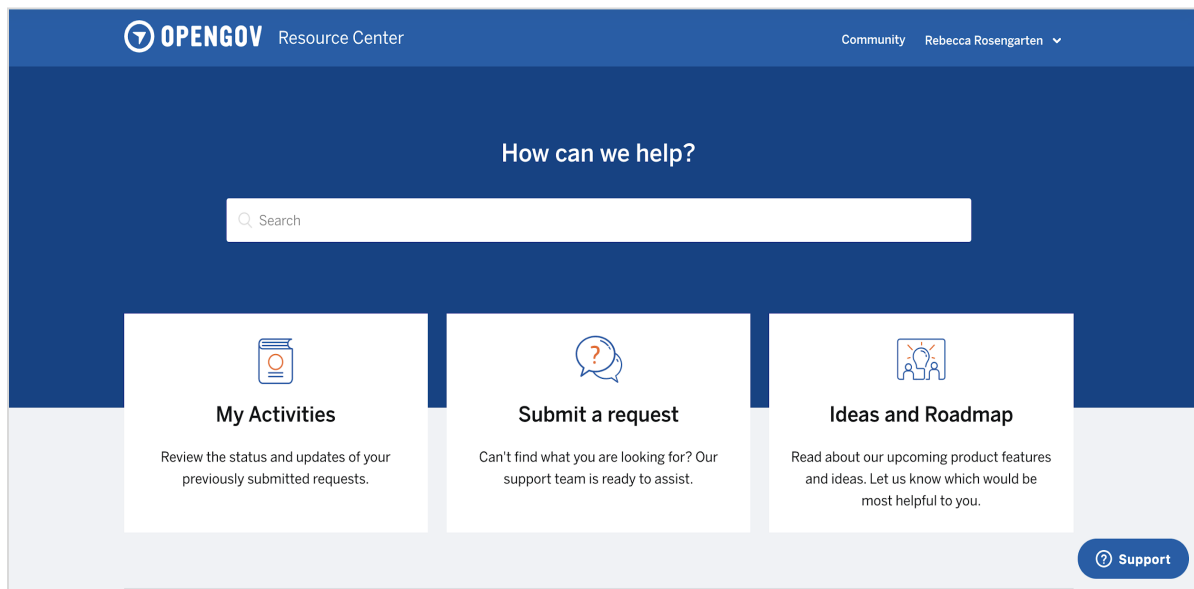 OPENGOV Resource Center
Community Rebecca Rosengarten
How can we help?
Search
?
My Activities
Review the status and updates of your
previously submitted requests.
Submit a request
Can't find what you are looking for? Our
support team is ready to assist.
Ideas and Roadmap
Read about our upcoming product features
and ideas. Let us know which would be
most helpful to you.
? Support